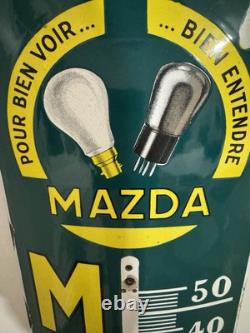 POUR BIEN VOIR...
...BIEN ENTENDRE
MAZDA
M
50
40